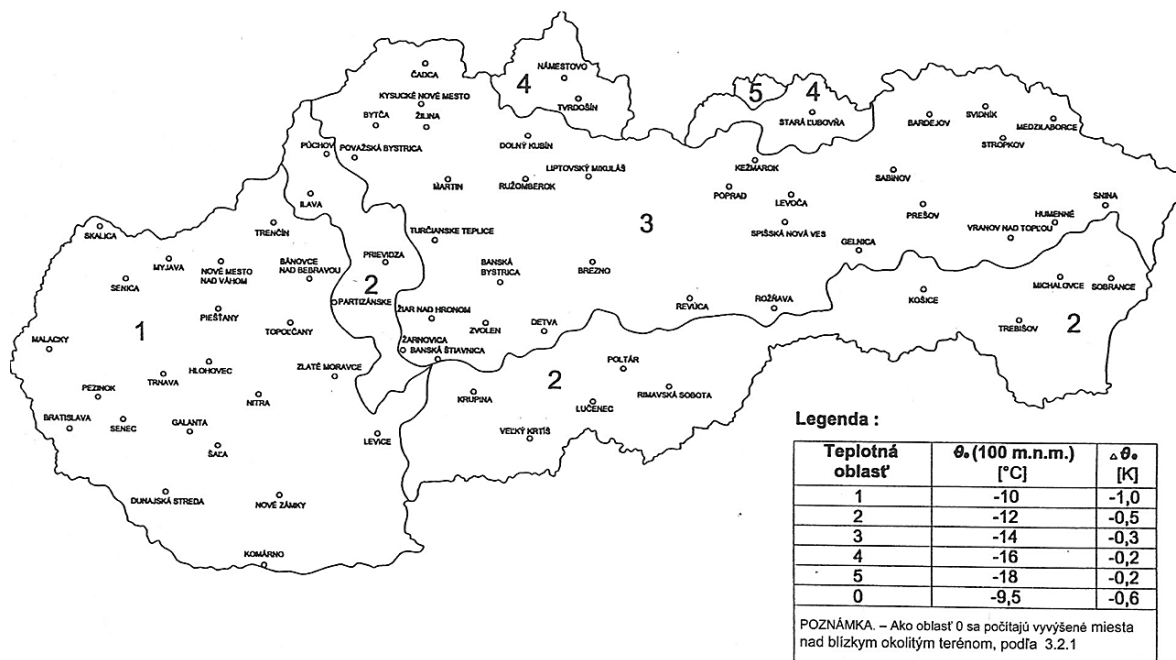 ČADCA
4
NÁMESTOVO
TVRDOŠÍN
5
4
STARÁ ĽUBOVŇA
KYSUCKÉ NOVÉ MESTO
BYTČA
ŽILINA
BARDEJOV
SVIDNÍK
MEDZILABORCE
STROPKOV
PÚCHOV
POVAŽSKÁ BYSTRICA
DOLNÝ KUBÍN
LIPTOVSKÝ MIKULÁŠ
MARTIN
RUŽOMBEROK
KEŽMAROK
POPRAD
LEVOČA
SABINOV
ILAVA
TRENČÍN
TURČIANSKE TEPLICE
3
SPIŠSKÁ NOVÁ VES
PREŠOV
SNINA
HUMENNÉ
VRANOV NAD TOPĽOU
GELNICA
SKALICA
MYJAVA
SENICA
NOVÉ MESTO
NAD VÁHOM
BÁNOVCE
NAD BEBRAVOU
PRIEVIDZA
2
PARTIZÁNSKE
BANSKÁ
BYSTRICA
BREZNO
REVÚCA
ROŽŇAVA
KOŠICE
MICHALOVCE
SOBRANCE
TREBIŠOV
2
1
PIEŠŤANY
TOPOĽČANY
ŽIAR NAD HRONOM
ZVOLEN
DETVA
MALACKY
ŽARNOVICA
BANSKÁ ŠTIAVNICA
HLOHOVEC
TRNAVA
ZLATÉ MORAVCE
POLTÁR
2
RIMAVSKÁ SOBOTA
PEZINOK
NITRA
KRUPINA
LUČENEC
BRATISLAVA
SENEC
GALANTA
ŠAĽA
LEVICE
VEĽKÝ KRTÍŠ
DUNAJSKÁ STREDA
NOVÉ ZÁMKY
KOMÁRNO
Legenda :
Teplotná oblasť θe (100 m.n.m.) [°C] △θe [K]
1 -10 -1,0
2 -12 -0,5
3 -14 -0,3
4 -16 -0,2
5 -18 -0,2
0 -9,5 -0,6
POZNÁMKA. – Ako oblasť 0 sa počítajú vyvýšené miesta
nad blízkym okolitým terénom, podľa 3.2.1